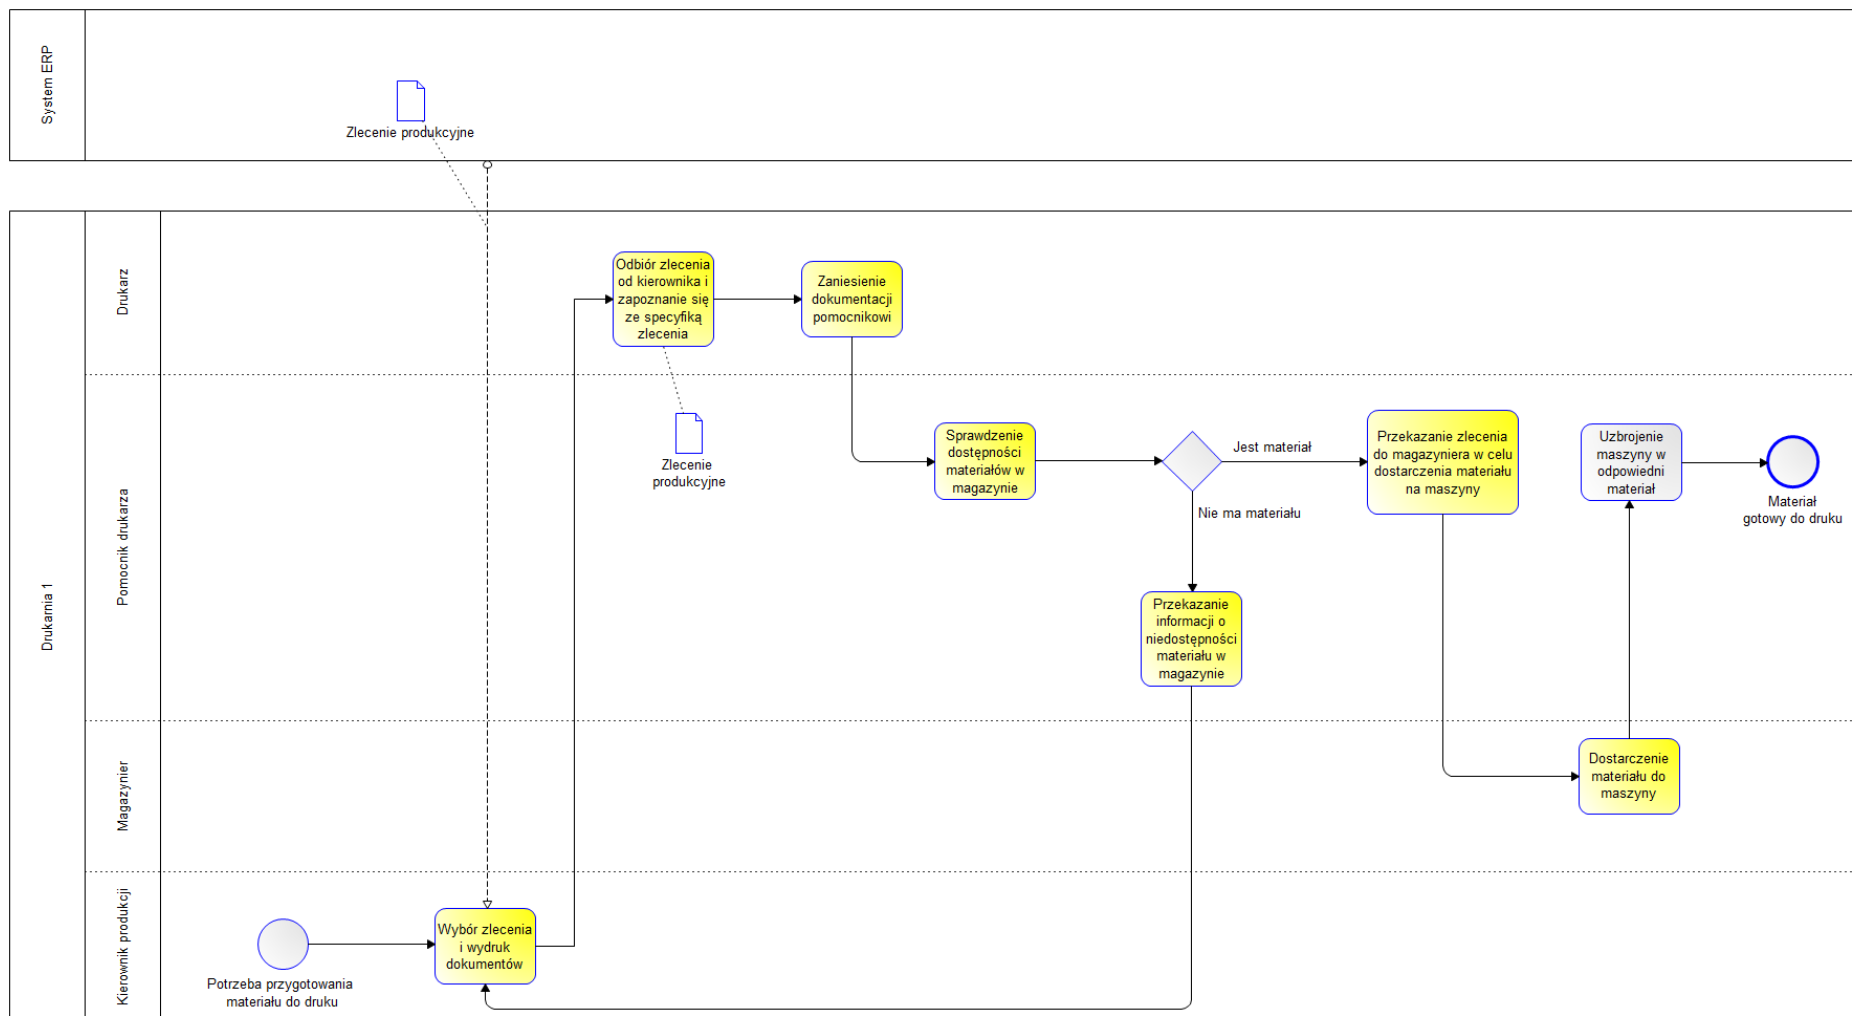 System ERP
Zlecenie produkcyjne
Drukarnia 1
Drukarz
Odbiór zlecenia
od kierownika i
zapoznanie się
ze specyfiką
zlecenia
Zaniesienie
dokumentacji
pomocnikowi
Pomocnik drukarza
Zlecenie
produkcyjne
Sprawdzenie
dostępności
materiałów w
magazynie
Jest materiał
Nie ma materiału
Przekazanie zlecenia
do magazyniera w celu
dostarczenia materiału
na maszyny
Uzbrojenie
maszyny w
odpowiedni
materiał
Materiał
gotowy do druku
Przekazanie
informacji o
niedostępności
materiału w
magazynie
Magazynier
Dostarczenie
materiału do
maszyny
Kierownik produkcji
Potrzeba przygotowania
materiału do druku
Wybór zlecenia
i wydruk
dokumentów